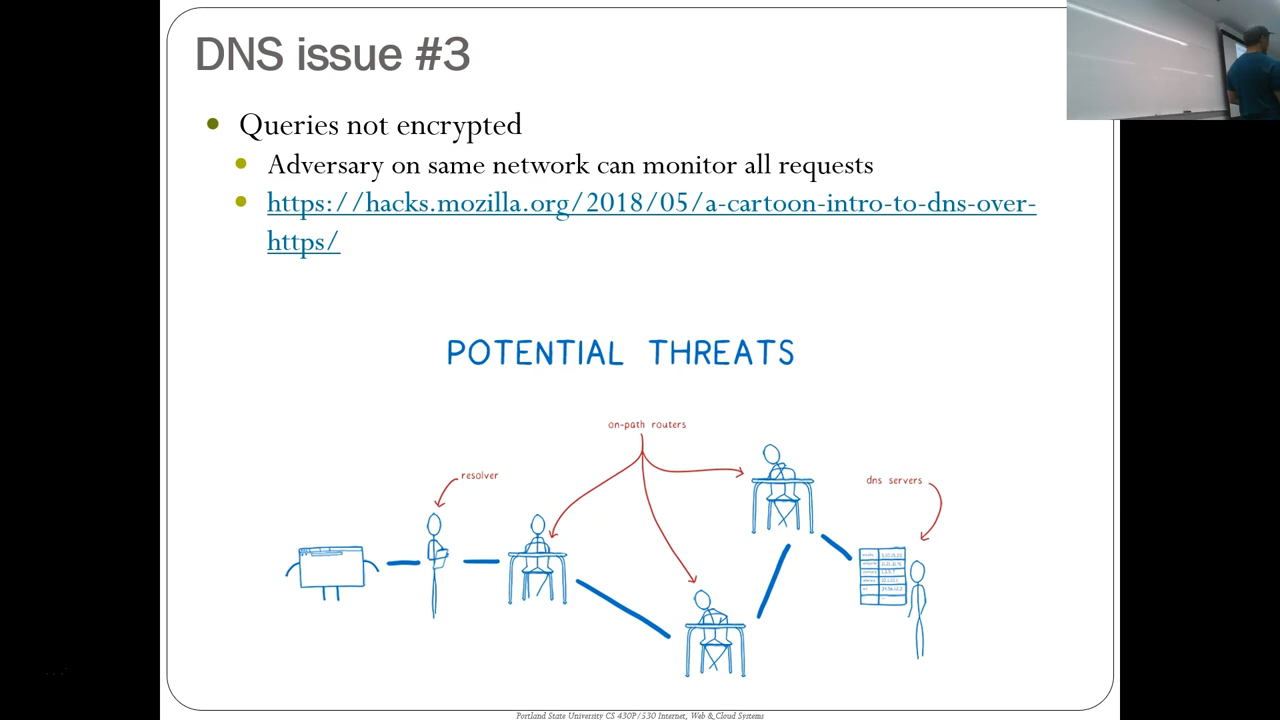 DNS issue #3
Queries not encrypted
Adversary on same network can monitor all requests
https://hacks.mozilla.org/2018/05/a-cartoon-intro-to-dns-over-
https/
POTENTIAL THREATS
on-path routers
resolver
dns servers
Portland State University CS 430P/530 Internet, Web & Cloud Systems